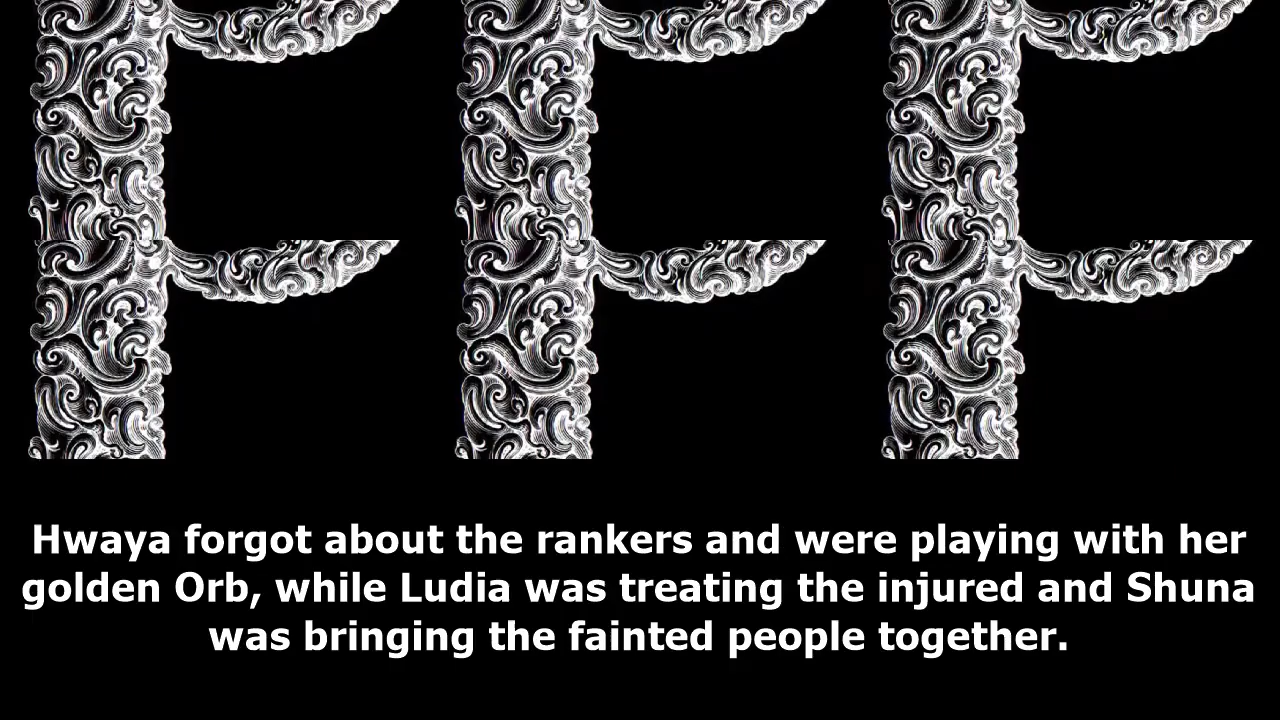 Hwaya forgot about the rankers and were playing with her
golden Orb, while Ludia was treating the injured and Shuna
was bringing the fainted people together.